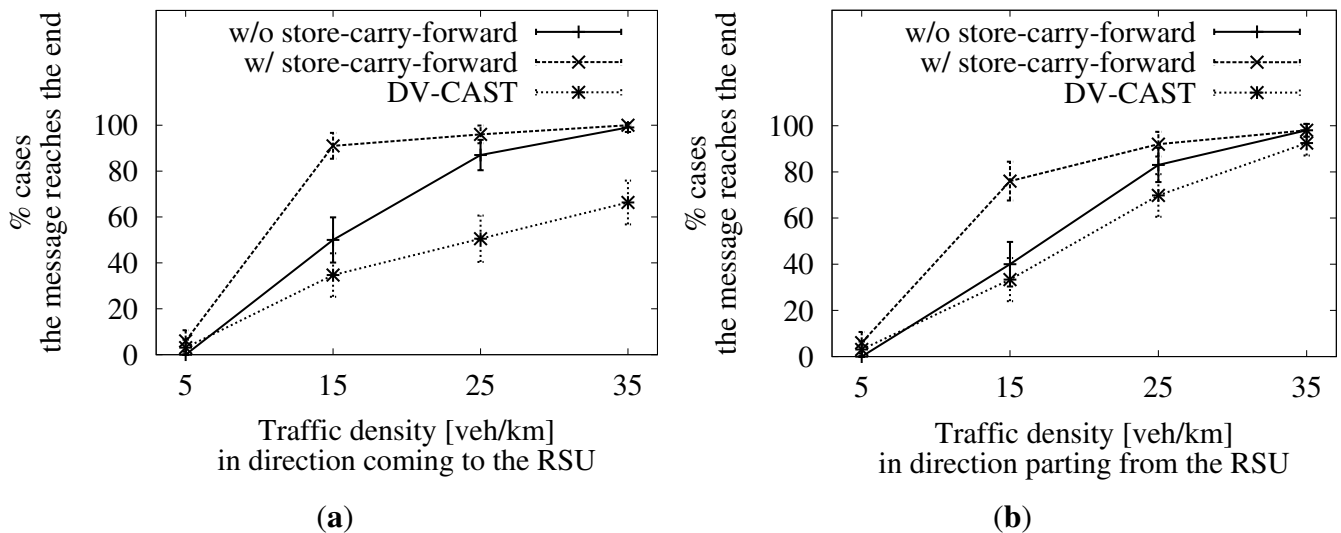 w/o store-carry-forward
w/ store-carry-forward
DV-CAST
% cases
the message reaches the end
100
80
60
40
20
0
5 15 25 35
Traffic density [veh/km]
in direction coming to the RSU
(a)
w/o store-carry-forward
w/ store-carry-forward
DV-CAST
% cases
the message reaches the end
100
80
60
40
20
0
5 15 25 35
Traffic density [veh/km]
in direction parting from the RSU
(b)